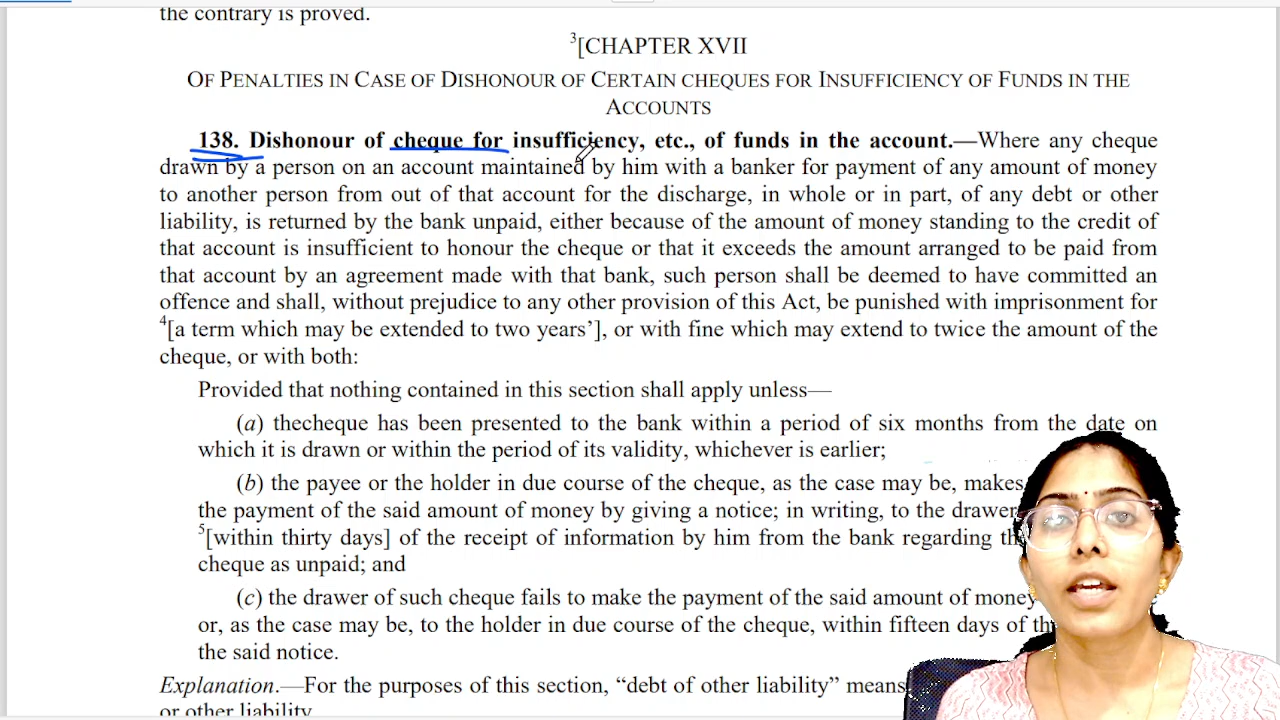 the contrary is proved.
3[CHAPTER XVII
OF PENALTIES IN CASE OF DISHONOUR OF CERTAIN CHEQUES FOR INSUFFICIENCY OF FUNDS IN THE
ACCOUNTS
138. Dishonour of cheque for insufficiency, etc., of funds in the account.—Where any cheque
drawn by a person on an account maintained by him with a banker for payment of any amount of money
to another person from out of that account for the discharge, in whole or in part, of any debt or other
liability, is returned by the bank unpaid, either because of the amount of money standing to the credit of
that account is insufficient to honour the cheque or that it exceeds the amount arranged to be paid from
that account by an agreement made with that bank, such person shall be deemed to have committed an
offence and shall, without prejudice to any other provision of this Act, be punished with imprisonment for
4[a term which may be extended to two years’], or with fine which may extend to twice the amount of the
cheque, or with both:
Provided that nothing contained in this section shall apply unless—
(a) thecheque has been presented to the bank within a period of six months from the date on
which it is drawn or within the period of its validity, whichever is earlier;
(b) the payee or the holder in due course of the cheque, as the case may be, makes
the payment of the said amount of money by giving a notice; in writing, to the drawer
5[within thirty days] of the receipt of information by him from the bank regarding
cheque as unpaid; and
(c) the drawer of such cheque fails to make the payment of the said amount of money
or, as the case may be, to the holder in due course of the cheque, within fifteen days of
the said notice.
Explanation.—For the purposes of this section, “debt of other liability” means
or other liability